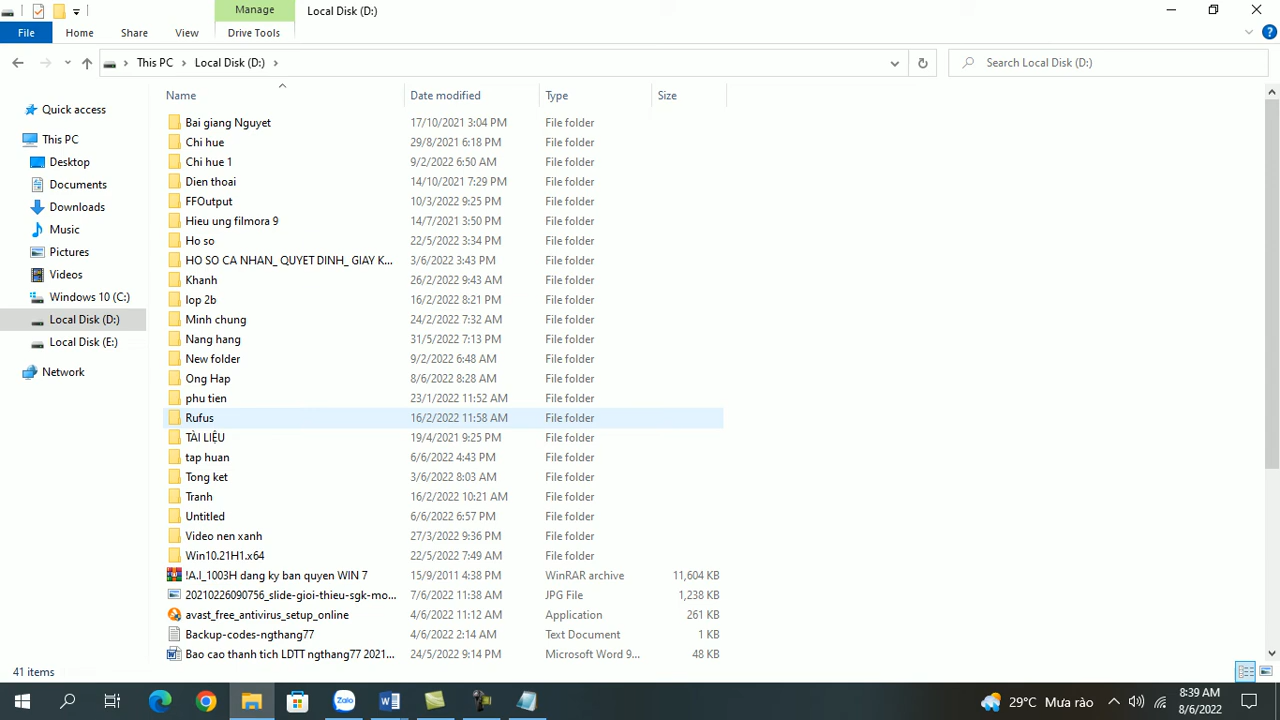 Manage
Local Disk (D:)
File
Home
Share
View
Drive Tools
This PC
Local Disk (D:)
Search Local Disk (D:)
Name
Date modified
Type
Size
Quick access
This PC
Desktop
Documents
Downloads
Music
Pictures
Videos
Windows 10 (C:)
Local Disk (D:)
Local Disk (E:)
Network
Bai giang Nguyet 17/10/2021 3:04 PM File folder
Chi hue 29/8/2021 6:18 PM File folder
Chi hue 1 9/2/2022 6:50 AM File folder
Dien thoai 14/10/2021 7:29 PM File folder
FFOutput 10/3/2022 9:25 PM File folder
Hieu ung filmora 9 14/7/2021 3:50 PM File folder
Ho so 22/5/2022 3:34 PM File folder
HO SO CA NHAN_ QUYET DINH_ GIAY K... 3/6/2022 3:43 PM File folder
Khanh 26/2/2022 9:43 AM File folder
lop 2b 16/2/2022 8:21 PM File folder
Minh chung 24/2/2022 7:32 AM File folder
Nang hang 31/5/2022 7:13 PM File folder
New folder 9/2/2022 6:48 AM File folder
Ong Hap 8/6/2022 8:28 AM File folder
phu tien 23/1/2022 11:52 AM File folder
Rufus 16/2/2022 11:58 AM File folder
TÀI LIỆU 19/4/2021 9:25 PM File folder
tap huan 6/6/2022 4:43 PM File folder
Tong ket 3/6/2022 8:03 AM File folder
Tranh 16/2/2022 10:21 AM File folder
Untitled 6/6/2022 6:57 PM File folder
Video nen xanh 27/3/2022 9:36 PM File folder
Win10.21H1.x64 22/5/2022 7:49 AM File folder
!A.I_1003H dang ky ban quyen WIN 7 15/9/2011 4:38 PM WinRAR archive 11,604 KB
20210226090756_slide-gioi-thieu-sgk-mo... 7/6/2022 11:38 AM JPG File 1,238 KB
avast_free_antivirus_setup_online 4/6/2022 11:12 AM Application 261 KB
Backup-codes-ngthang77 4/6/2022 2:14 AM Text Document 1 KB
Bao cao thanh tich LDTT ngthang77 2021... 24/5/2022 9:14 PM Microsoft Word 9... 48 KB
41 items
Zalo
29°C Mưa rào
8:39 AM
8/6/2022